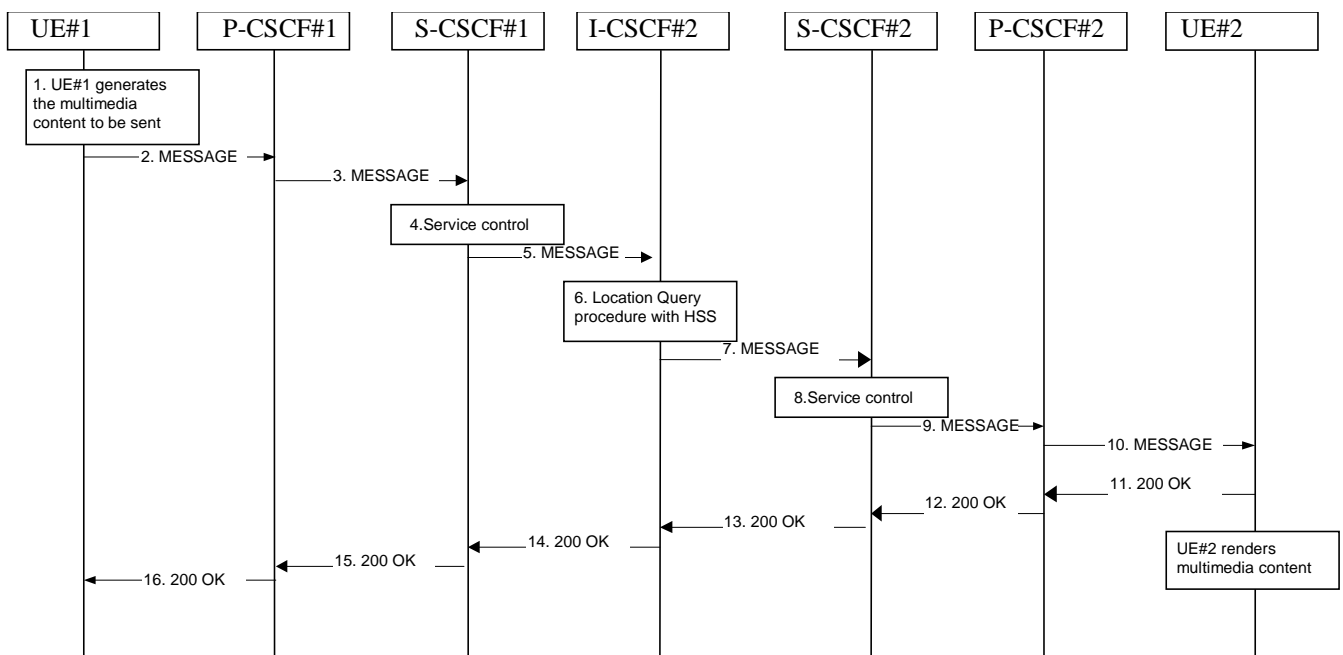 UE#1
P-CSCF#1
S-CSCF#1
I-CSCF#2
S-CSCF#2
P-CSCF#2
UE#2
1. UE#1 generates
the multimedia
content to be sent
2. MESSAGE
3. MESSAGE
4.Service control
5. MESSAGE
6. Location Query
procedure with HSS
7. MESSAGE
8.Service control
9. MESSAGE
10. MESSAGE
11. 200 OK
12. 200 OK
13. 200 OK
14. 200 OK
UE#2 renders
multimedia content
15. 200 OK
16. 200 OK